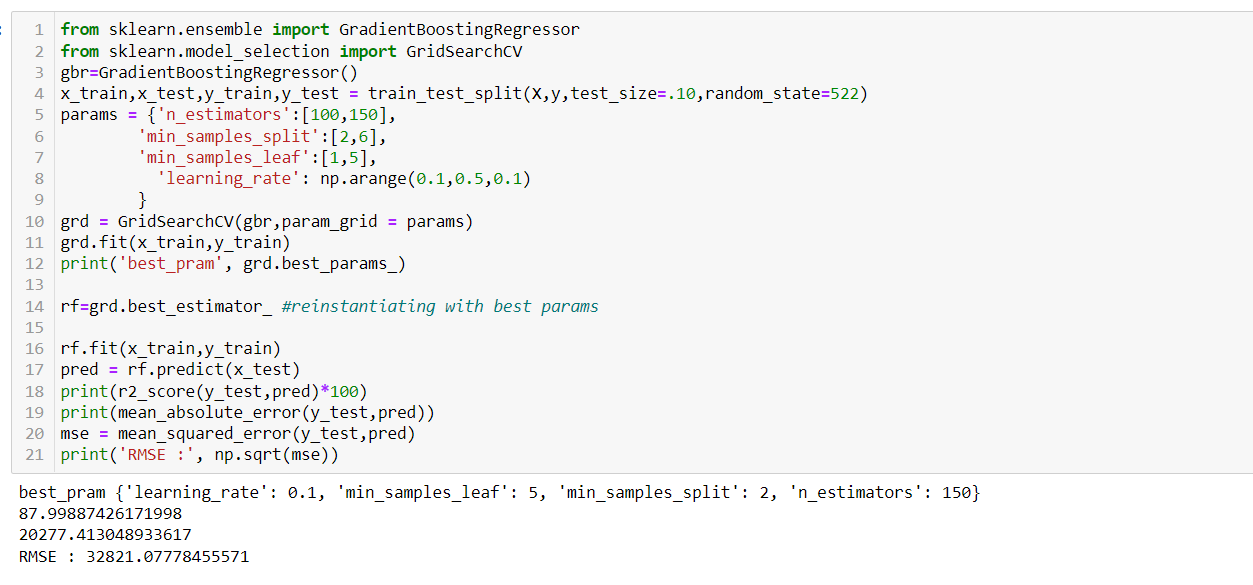 1 from sklearn.ensemble import GradientBoostingRegressor
2 from sklearn.model_selection import GridSearchCV
3 gbr=GradientBoostingRegressor()
4 x_train,x_test,y_train,y_test = train_test_split(X,y,test_size=.10,random_state=522)
5 params = {'n_estimators':[100,150],
6         'min_samples_split':[2,6],
7         'min_samples_leaf':[1,5],
8           'learning_rate': np.arange(0.1,0.5,0.1)
9         }
10 grd = GridSearchCV(gbr,param_grid = params)
11 grd.fit(x_train,y_train)
12 print('best_pram', grd.best_params_)
13
14 rf=grd.best_estimator_ #reinstantiating with best params
15
16 rf.fit(x_train,y_train)
17 pred = rf.predict(x_test)
18 print(r2_score(y_test,pred)*100)
19 print(mean_absolute_error(y_test,pred))
20 mse = mean_squared_error(y_test,pred)
21 print('RMSE :', np.sqrt(mse))
best_pram {'learning_rate': 0.1, 'min_samples_leaf': 5, 'min_samples_split': 2, 'n_estimators': 150}
87.99887426171998
20277.413048933617
RMSE : 32821.07778455571